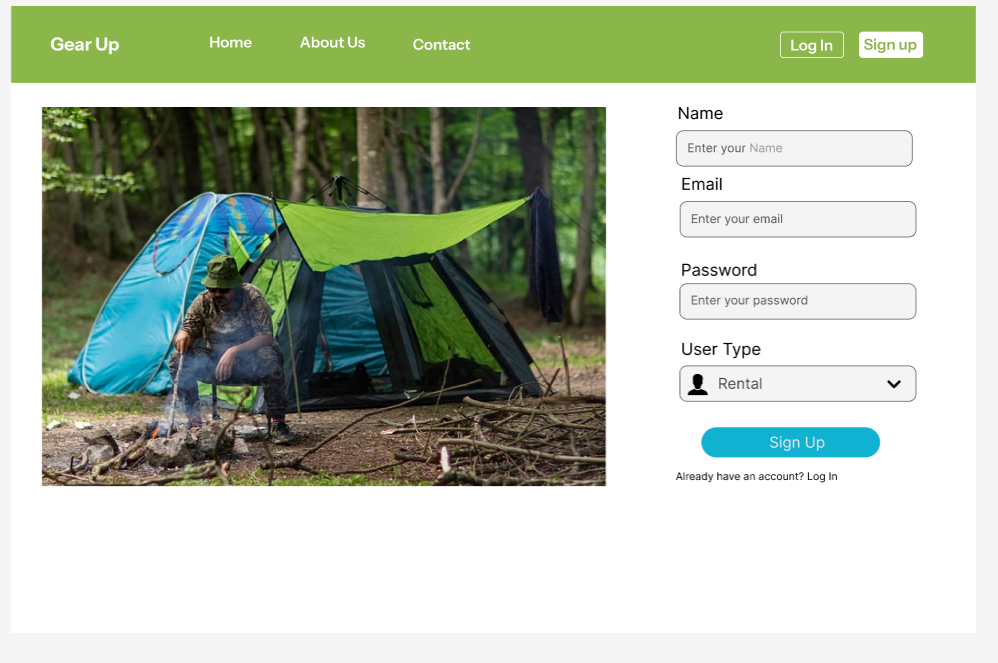 Gear Up
Home
About Us
Contact
Log In
Sign up
Name
Enter your Name
Email
Enter your email
Password
Enter your password
User Type
Rental
Sign Up
Already have an account? Log In